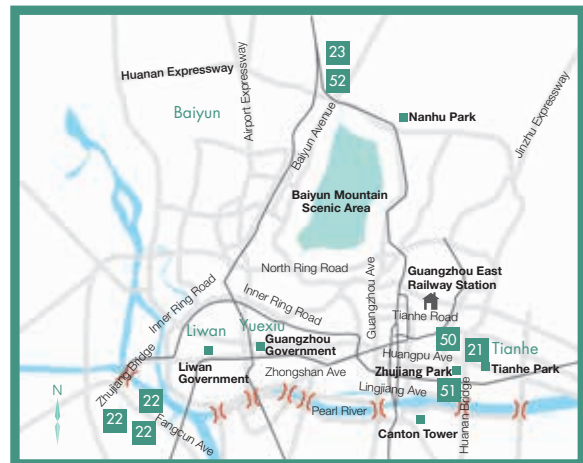 23
52
Huanan Expressway
Airport Expressway
Baiyun
Baiyun Avenue
Nanhu Park
Jinzhu Expressway
Baiyun Mountain
Scenic Area
North Ring Road
Guangzhou Ave
Guangzhou East
Railway Station
Inner Ring Road
Inner Ring Road
Tianhe Road
Liwan
Yuexiu
Guangzhou
Government
50
21
Tianhe
Huangpu Ave
Liwan
Government
Zhongshan Ave
Zhujiang Park
Tianhe Park
Zhujiang Bridge
Lingjiang Ave
51
N
22
22
22
Fangcun Ave
Pearl River
Canton Tower
Huanan Bridge